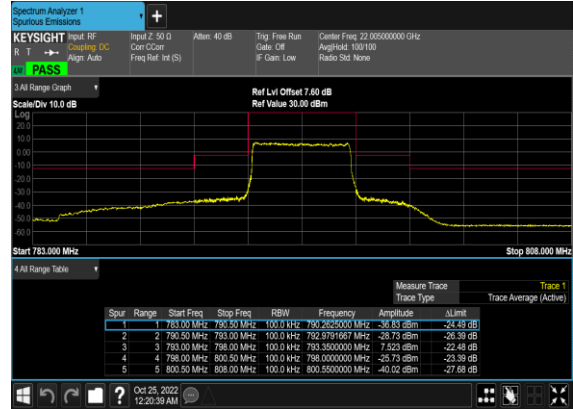 Spectrum Analyzer 1
Spurious Emissions
KEYSIGHT
R T
LM PASS
Input: RF
Coupling: DC
Align: Auto
Input Z: 50 Ω
Corr CCorr
Freq Ref: Int (S)
Atten: 40 dB
Trig: Free Run
Gate: Off
IF Gain: Low
Center Freq: 22.005000000 GHz
Avg|Hold: 100/100
Radio Std: None
3 All Range Graph
Scale/Div 10.0 dB
Ref Lvl Offset 7.60 dB
Ref Value 30.00 dBm
Log
20.0
10.0
0.00
-10.0
-20.0
-30.0
-40.0
-50.0
-60.0
Start 783.000 MHz
Stop 808.000 MHz
4 All Range Table
Measure Trace Trace 1
Trace Type Trace Average (Active)
Spur Range Start Freq Stop Freq RBW Frequency Amplitude ΔLimit
1 1 783.00 MHz 790.50 MHz 100.0 kHz 790.2625000 MHz -36.83 dBm -24.49 dB
2 2 790.50 MHz 793.00 MHz 100.0 kHz 792.9791667 MHz -28.73 dBm -26.39 dB
3 3 793.00 MHz 798.00 MHz 100.0 kHz 793.3500000 MHz 7.523 dBm -22.48 dB
4 4 798.00 MHz 800.50 MHz 100.0 kHz 798.0000000 MHz -25.73 dBm -23.39 dB
5 5 800.50 MHz 808.00 MHz 100.0 kHz 800.5500000 MHz -40.02 dBm -27.68 dB
Oct 25, 2022
12:20:39 AM